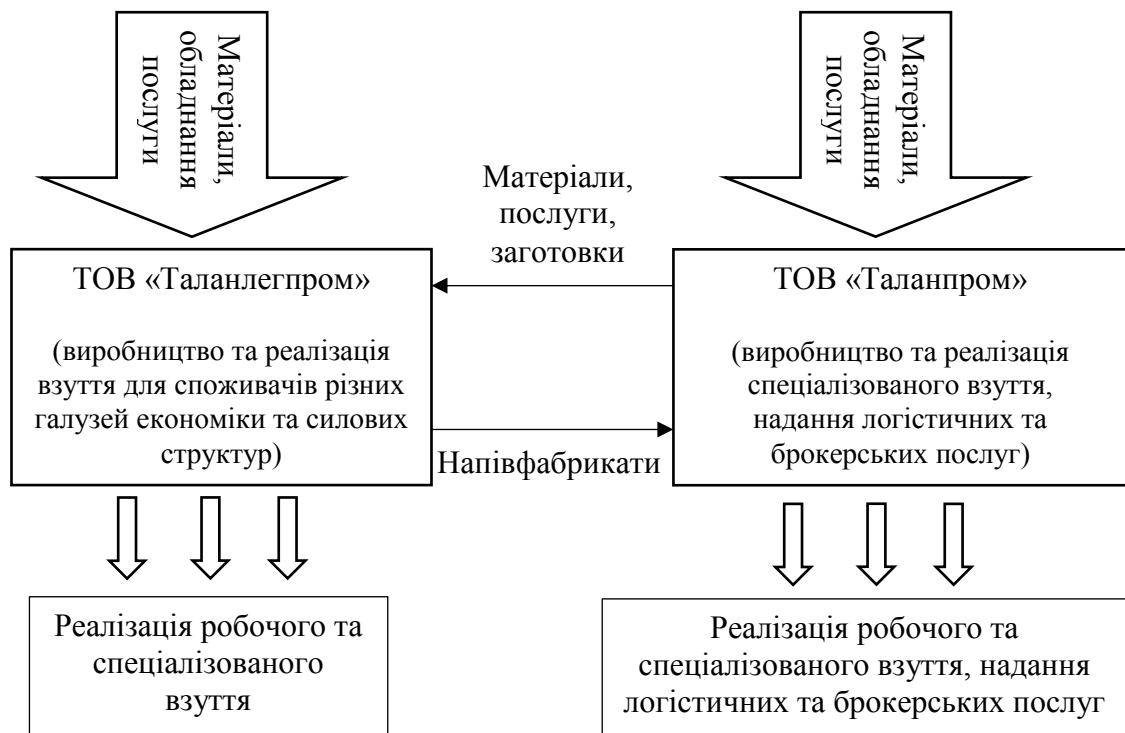 Матеріали,
обладнання
послуги
Матеріали,
обладнання
послуги
Матеріали,
послуги,
заготовки
ТОВ «Таланлегпром»
(виробництво та реалізація
взуття для споживачів різних
галузей економіки та силових
структур)
ТОВ «Таланпром»
(виробництво та реалізація
спеціалізованого взуття,
надання логістичних та
брокерських послуг)
Напівфабрикати
Реалізація робочого та
спеціалізованого
взуття
Реалізація робочого та
спеціалізованого взуття, надання
логістичних та брокерських послуг